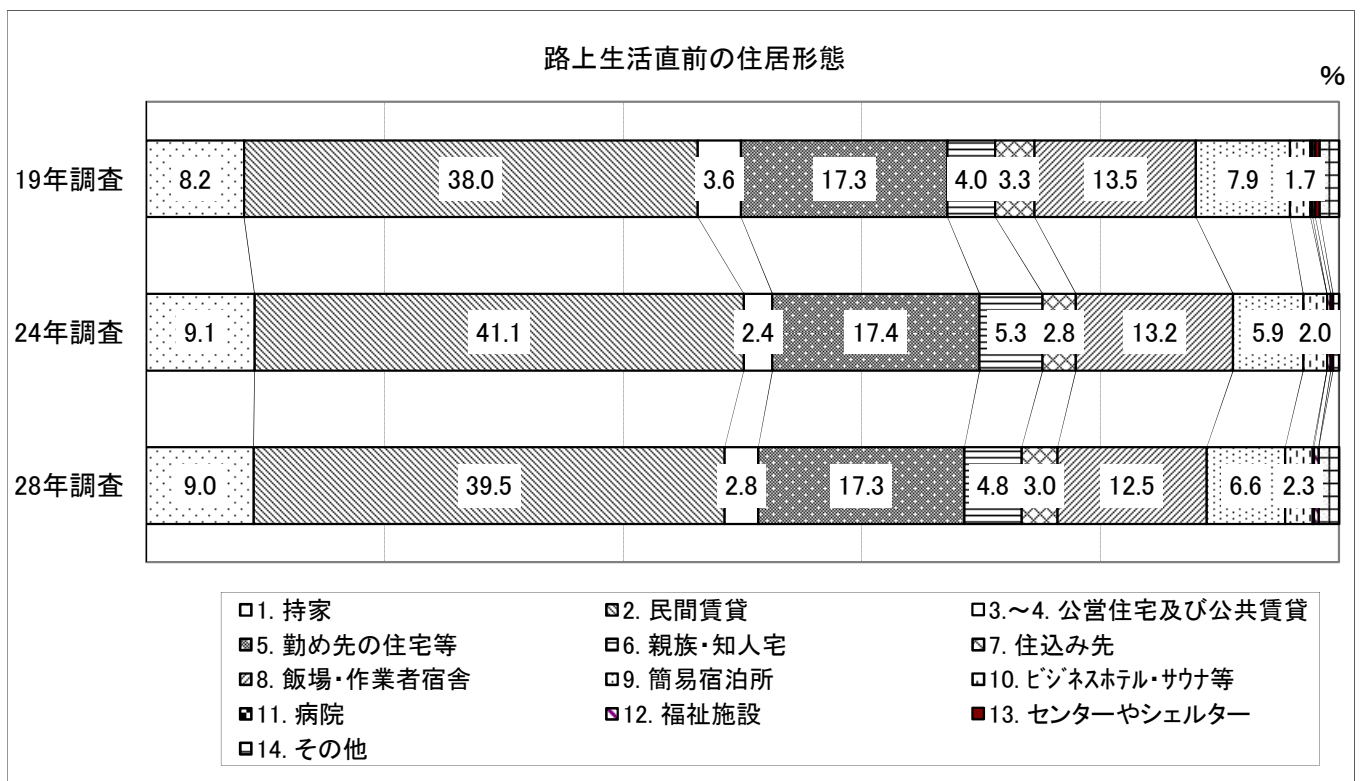 路上生活直前の住居形態
%
19年調査 8.2 38.0 3.6 17.3 4.0 3.3 13.5 7.9 1.7
24年調査 9.1 41.1 2.4 17.4 5.3 2.8 13.2 5.9 2.0
28年調査 9.0 39.5 2.8 17.3 4.8 3.0 12.5 6.6 2.3
1. 持家 2. 民間賃貸 3.～4. 公営住宅及び公共賃貸
5. 勤め先の住宅等 6. 親族・知人宅 7. 住込み先
8. 飯場・作業者宿舎 9. 簡易宿泊所 10. ﾋﾞｼﾞﾈｽﾎﾃﾙ・ｻｳﾅ等
11. 病院 12. 福祉施設 13. センターやシェルター
14. その他